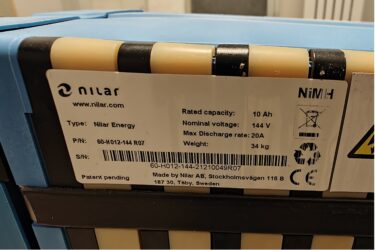 nilar
NiMH
www.nilar.com
Rated capacity: 10 Ah
Type: Nilar Energy
Nominal voltage: 144 V
Max Discharge rate: 20A
P/N: 60-H012-144 R07
Weight: 34 kg
S/N:
60-H012-144-21210049R07
Patent pending
Made by Nilar AB, Stockholmsvägen 116 B
187 30, Täby, Sweden